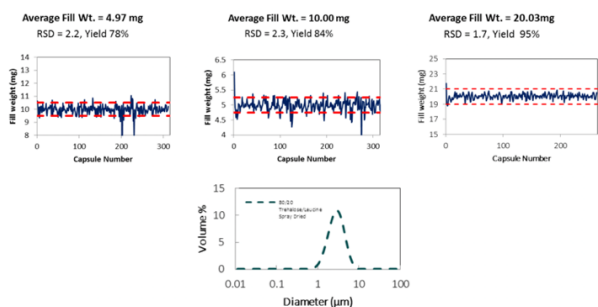 Average Fill Wt. = 4.97 mg
RSD = 2.2, Yield 78%
Average Fill Wt. = 10.00 mg
RSD = 2.3, Yield 84%
Average Fill Wt. = 20.03mg
RSD = 1.7, Yield 95%
Fill weight (mg)
14
13
12
11
10
9
8
0
100
200
300
Capsule Number
Fill weight (mg)
6.5
6
5.5
5
4.5
4
0
100
200
300
Capsule Number
Fill weight (mg)
25
23
21
19
17
15
0
100
200
Capsule Number
Volume %
15
10
5
0
80/20
Trehalose/Leucine
Spray Dried
0.01
0.1
1
10
100
Diameter (µm)